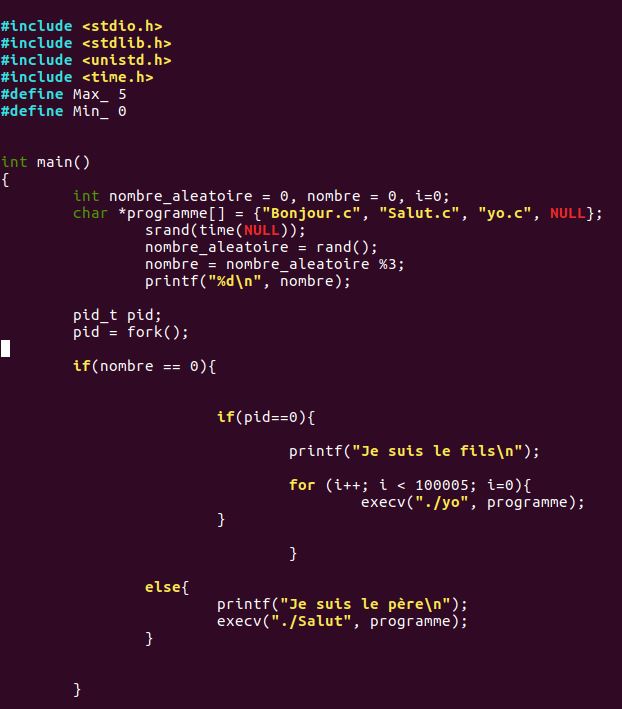 #include <stdio.h>
#include <stdlib.h>
#include <unistd.h>
#include <time.h>
#define Max_ 5
#define Min_ 0
int main()
{
int nombre_aleatoire = 0, nombre = 0, i=0;
char *programme[] = {"Bonjour.c", "Salut.c", "yo.c", NULL};
srand(time(NULL));
nombre_aleatoire = rand();
nombre = nombre_aleatoire %3;
printf("%d\n", nombre);
pid_t pid;
pid = fork();
if(nombre == 0){
if(pid==0){
printf("Je suis le fils\n");
for (i++; i < 100005; i=0){
execv("./yo", programme);
}
}
else{
printf("Je suis le père\n");
execv("./Salut", programme);
}
}